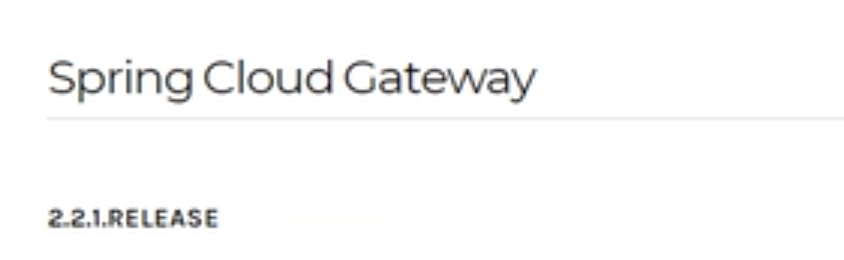 Spring Cloud Gateway
2.2.1.RELEASE